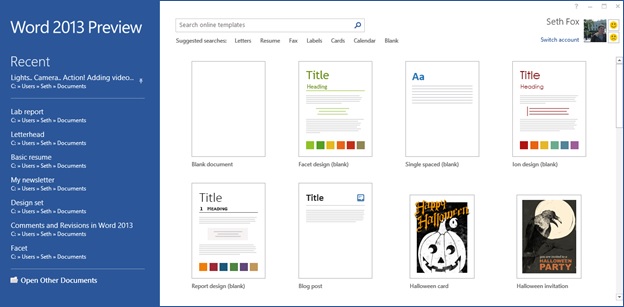 Word 2013 Preview
Recent
Lights.. Camera.. Action! Adding video...
C: » Users » Seth » Documents
Lab report
C: » Users » Seth » Documents
Letterhead
C: » Users » Seth » Documents
Basic resume
C: » Users » Seth » Documents
My newsletter
C: » Users » Seth » Documents
Design set
C: » Users » Seth » Documents
Comments and Revisions in Word 2013
C: » Users » Seth » Documents
Facet
C: » Users » Seth » Documents
Open Other Documents
?
Search online templates
Seth Fox
Switch account
Suggested searches: Letters Resume Fax Labels Cards Calendar Blank
Title
Heading
Aa
Title
Heading
Blank document
Facet design (blank)
Single spaced (blank)
Ion design (blank)
Title
1 HEADING
Title
Happy
Halloween
HALLOWEEN
PARTY
Report design (blank)
Blog post
Halloween card
Halloween invitation